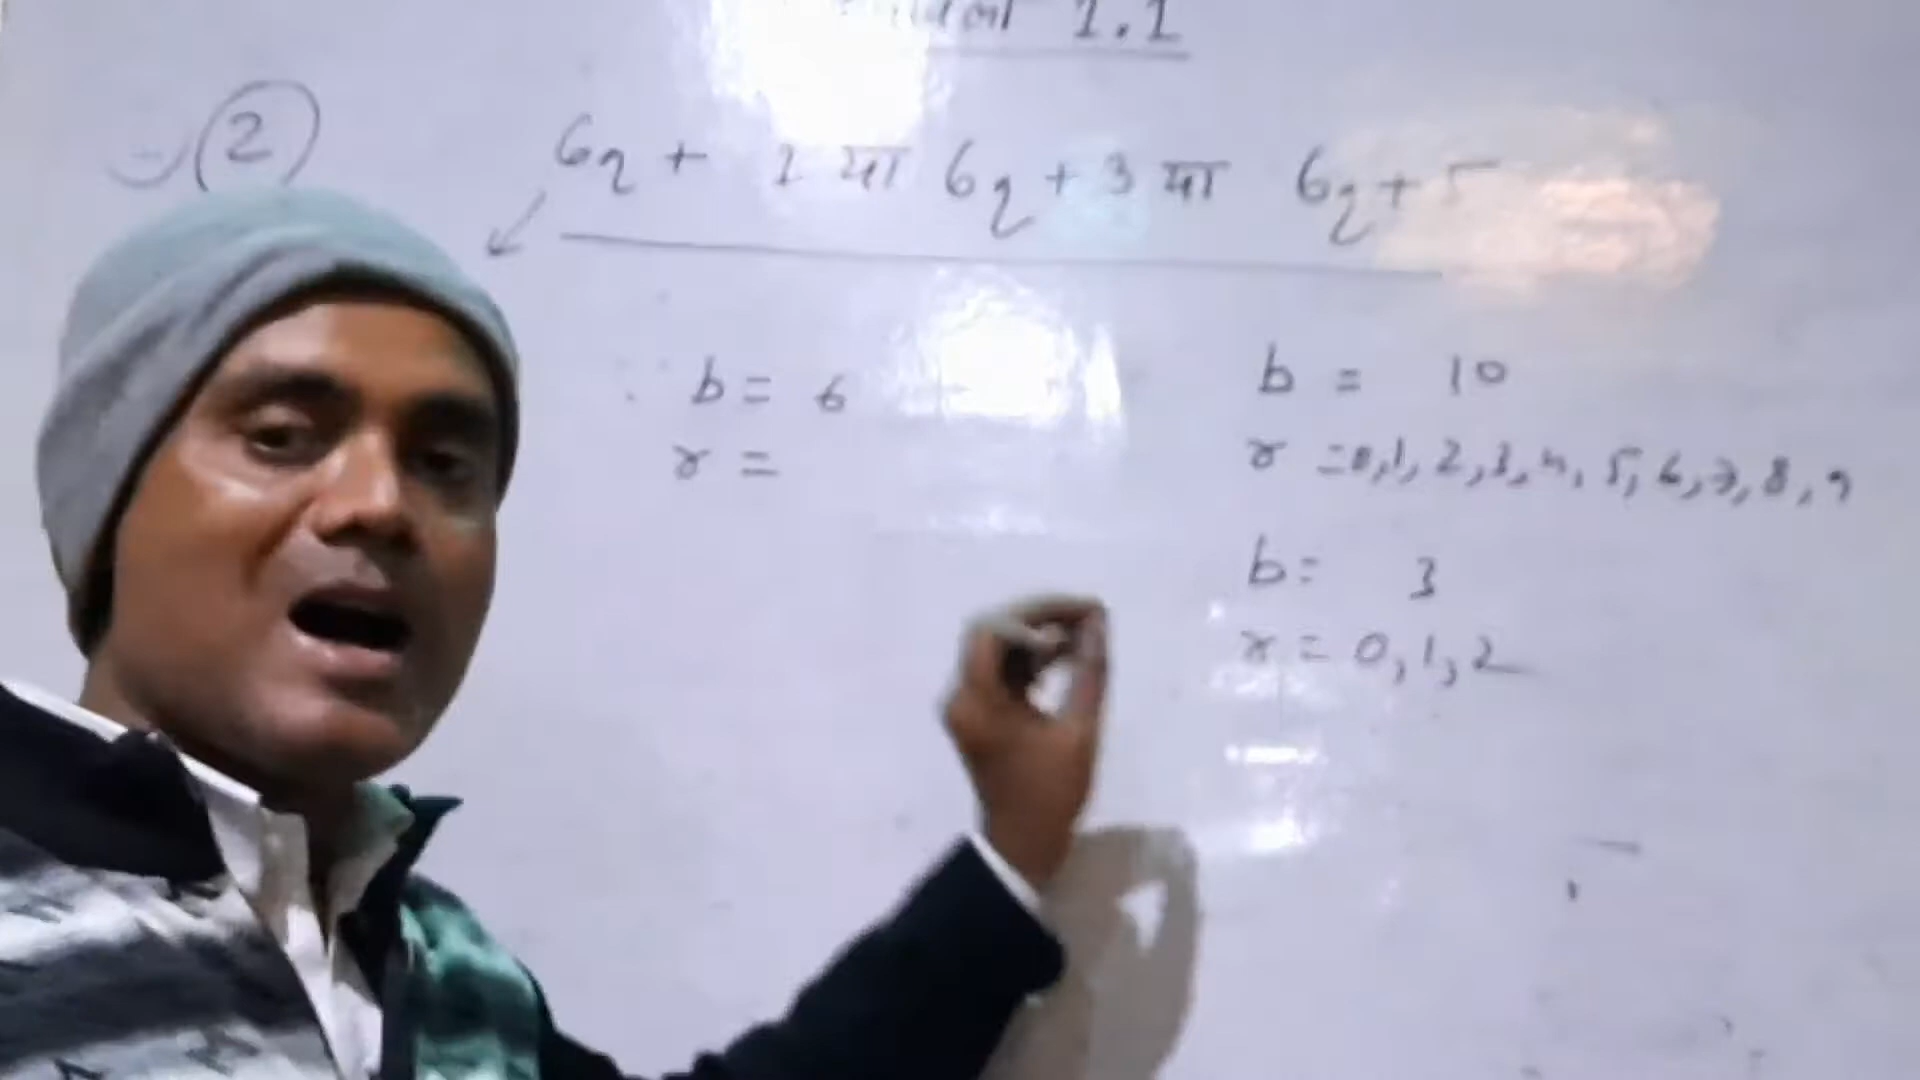 1.1
2
6q + 1 या 6q + 3 या 6q + 5
b = 6
r =
b = 10
r = 0, 1, 2, 3, 4, 5, 6, 7, 8, 9
b = 3
r = 0, 1, 2